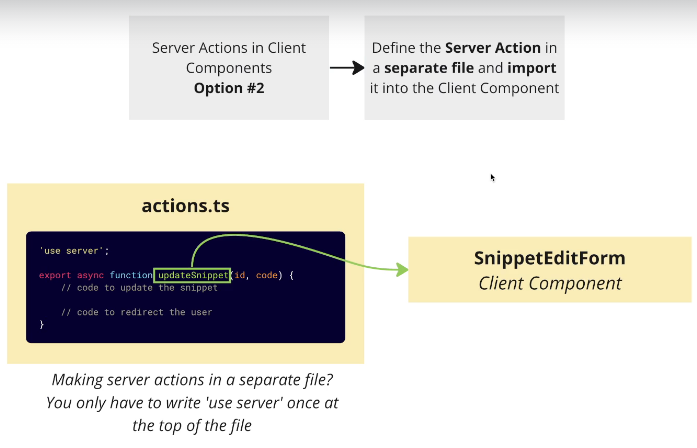 Server Actions in Client
Components
Option #2
Define the Server Action in
a separate file and import
it into the Client Component
actions.ts
'use server';
export async function updateSnippet(id, code) {
// code to update the snippet
// code to redirect the user
}
SnippetEditForm
Client Component
Making server actions in a separate file?
You only have to write 'use server' once at
the top of the file